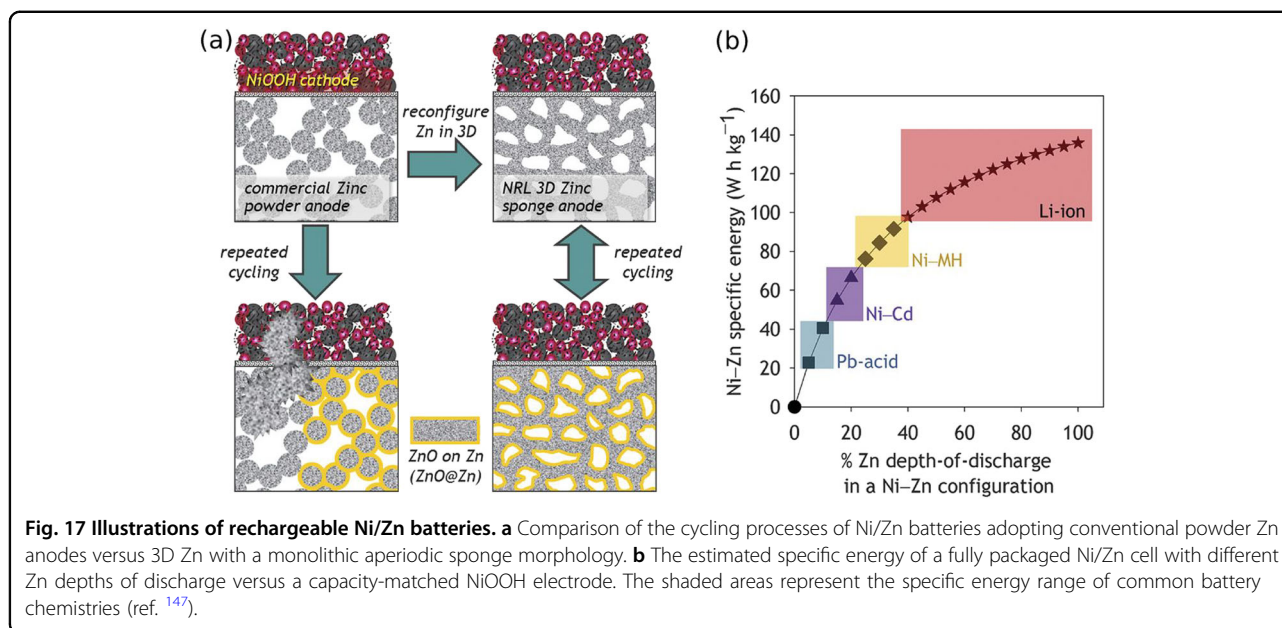 (a)
NiOOH cathode
reconfigure
Zn in 3D
commercial Zinc
powder anode
NRL 3D Zinc
sponge anode
repeated
cycling
repeated
cycling
ZnO on Zn
(ZnO@Zn)
(b)
Ni–Zn specific energy (W h kg⁻¹)
160
140
120
100
80
60
40
20
0
Li-ion
Ni–MH
Ni–Cd
Pb-acid
0 20 40 60 80 100
% Zn depth-of-discharge
in a Ni–Zn configuration
Fig. 17 Illustrations of rechargeable Ni/Zn batteries. a Comparison of the cycling processes of Ni/Zn batteries adopting conventional powder Zn
anodes versus 3D Zn with a monolithic aperiodic sponge morphology. b The estimated specific energy of a fully packaged Ni/Zn cell with different
Zn depths of discharge versus a capacity-matched NiOOH electrode. The shaded areas represent the specific energy range of common battery
chemistries (ref. ¹⁴⁷).